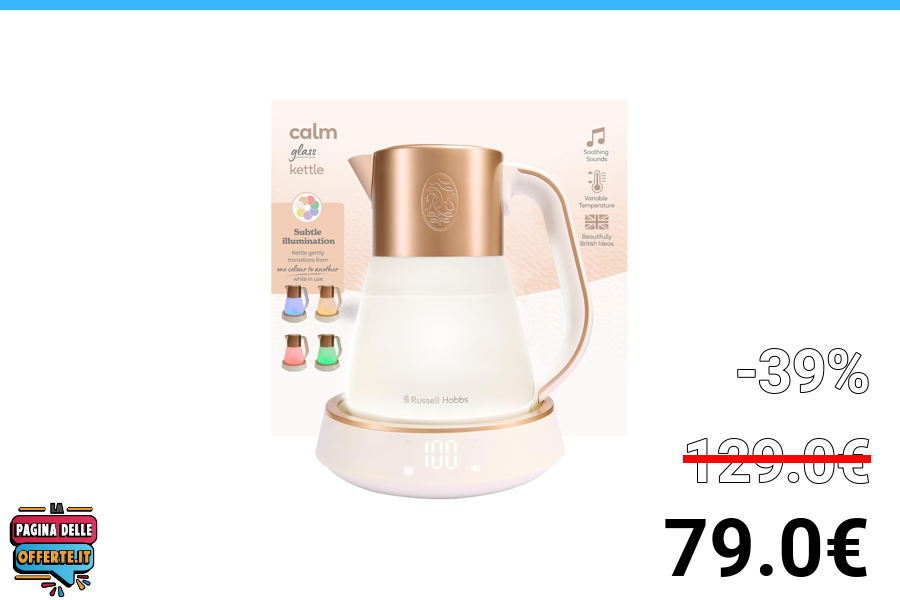 calm
glass
kettle
Subtle
illumination
Kettle gently
transitions from
one colour to another
while in use
Soothing
Sounds
Variable
Temperature
Beautifully
British Ideas
Russell Hobbs
100
-39%
129.0€
79.0€
LA
PAGINA DELLE
OFFERTE.IT